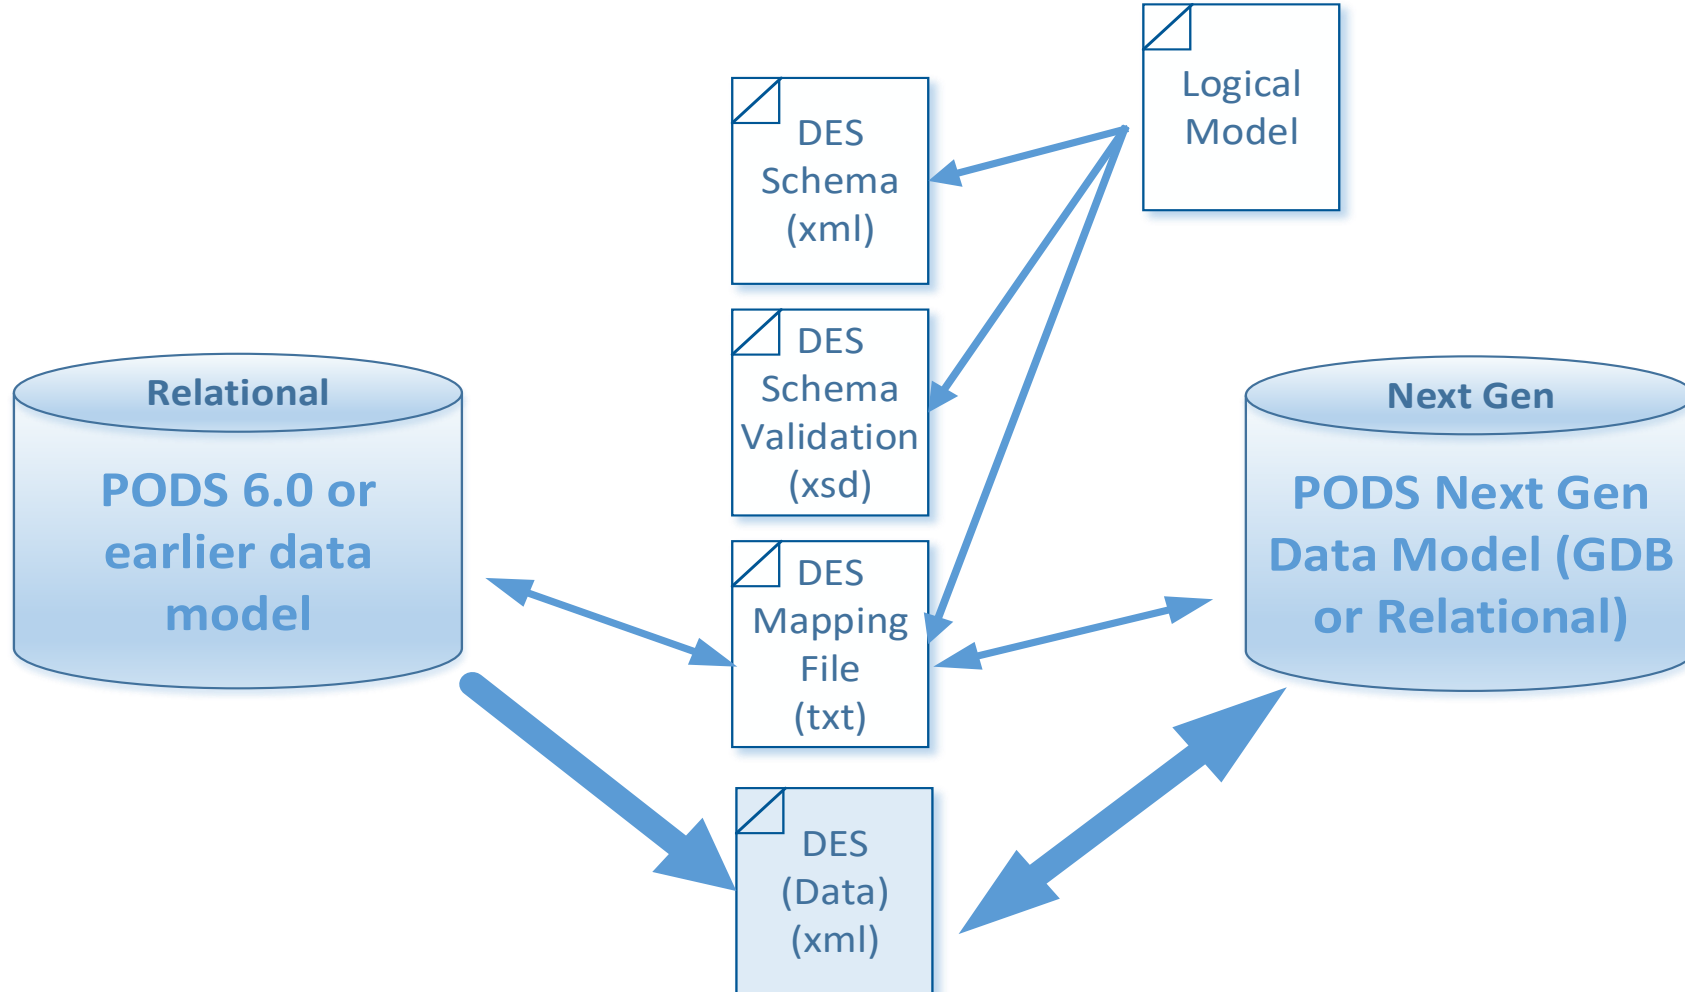 Logical
Model
DES
Schema
(xml)
DES
Schema
Validation
(xsd)
Relational
PODS 6.0 or
earlier data
model
Next Gen
PODS Next Gen
Data Model (GDB
or Relational)
DES
Mapping
File
(txt)
DES
(Data)
(xml)